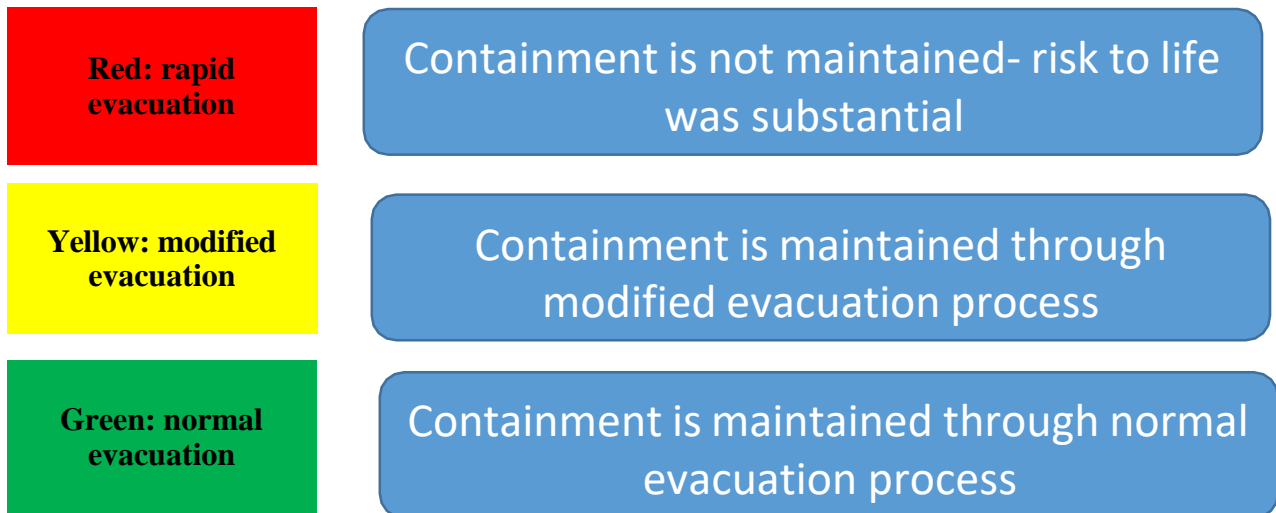 Red: rapid
evacuation
Containment is not maintained- risk to life
was substantial
Yellow: modified
evacuation
Containment is maintained through
modified evacuation process
Green: normal
evacuation
Containment is maintained through normal
evacuation process